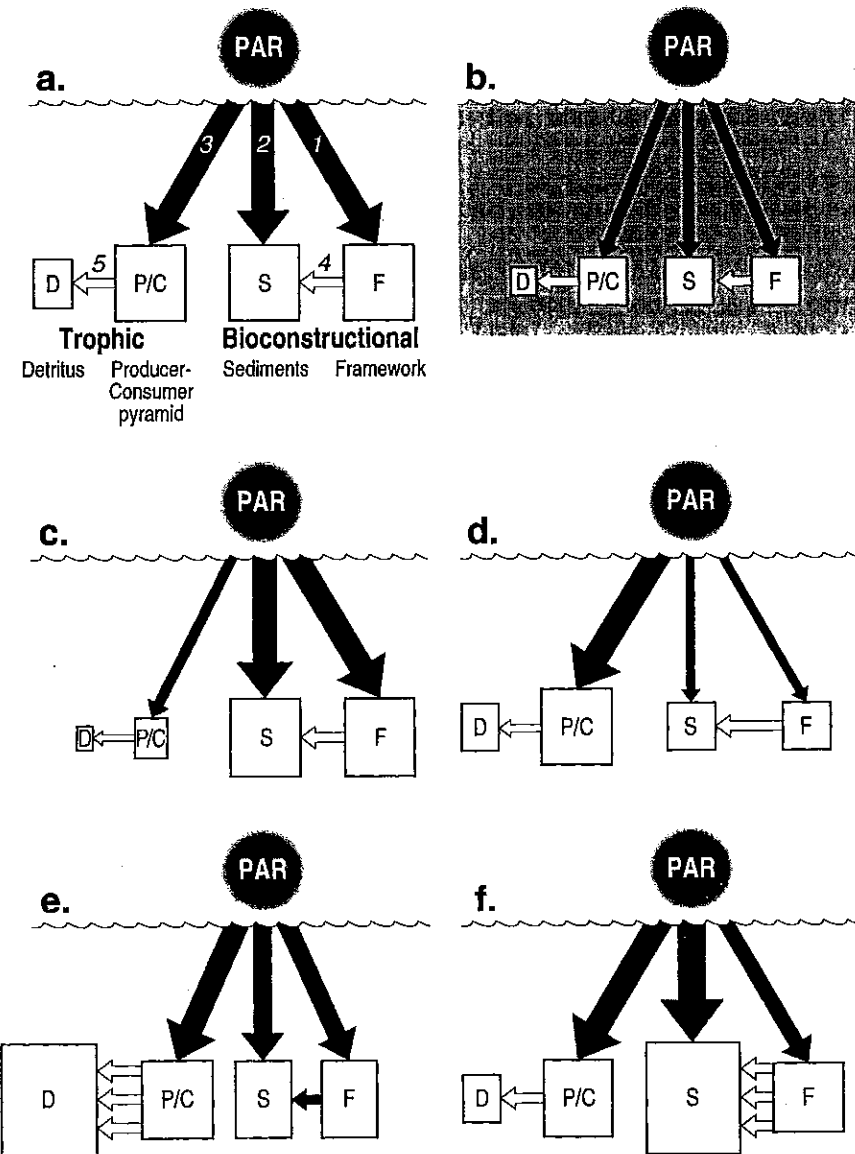 PAR
a.
3 2 1
D 5 P/C S 4 F
Trophic Bioconstructional
Detritus Producer- Sediments Framework
Consumer
pyramid
PAR
b.
D P/C S F
PAR
c.
D P/C S F
PAR
d.
D P/C S F
PAR
e.
D P/C S F
PAR
f.
D P/C S F